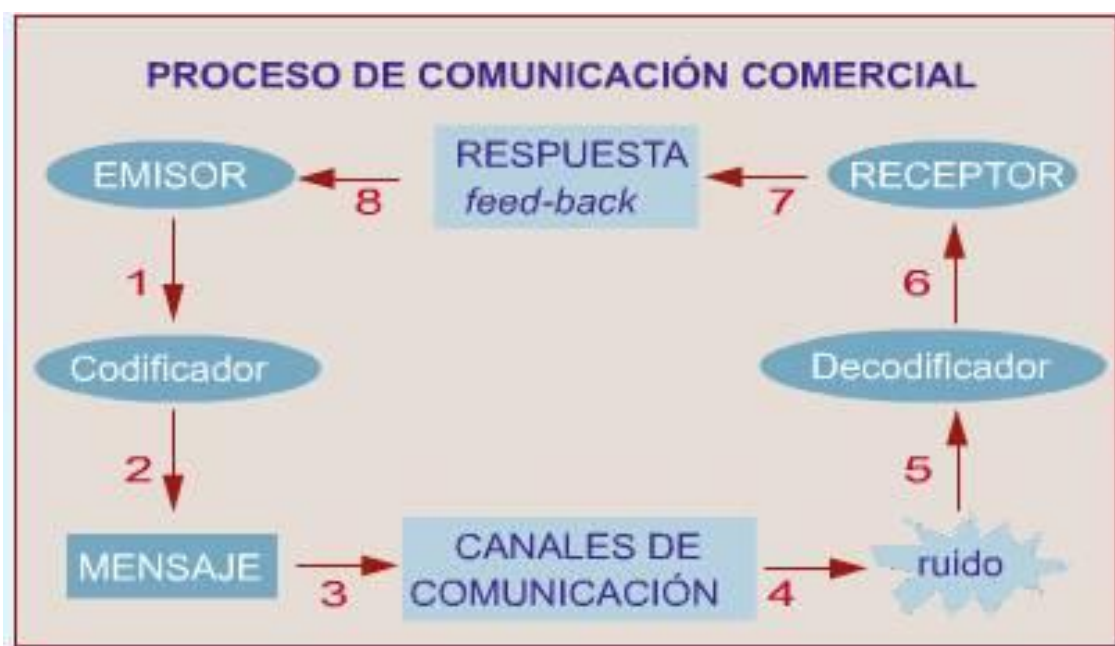 PROCESO DE COMUNICACIÓN COMERCIAL
EMISOR
8
RESPUESTA
feed-back
7
RECEPTOR
1
6
Codificador
Decodificador
2
5
MENSAJE
3
CANALES DE
COMUNICACIÓN
4
ruido